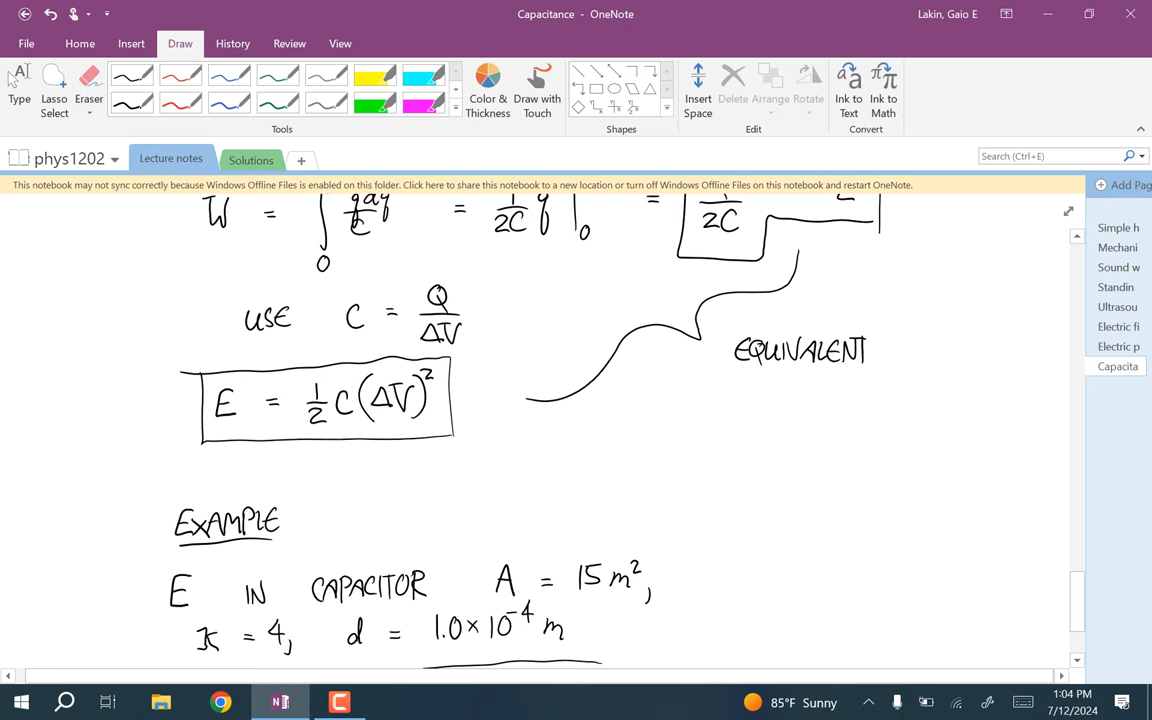 Capacitance - OneNote
Lakin, Gaio E
File Home Insert Draw History Review View
Type
Lasso Select
Eraser
Color & Thickness
Draw with Touch
Insert Space
Delete Arrange Rotate
Ink to Text
Ink to Math
Tools
Shapes
Edit
Convert
phys1202
Lecture notes
Solutions
Search (Ctrl+E)
This notebook may not sync correctly because Windows Offline Files is enabled on this folder. Click here to share this notebook to a new location or turn off Windows Offline Files on this notebook and restart OneNote.
Add Pag
Simple h
Mechani
Sound w
Standin
Ultrasou
Electric fi
Electric p
Capacita
W = ∫ qdq/C = 1/2C q | 0 = 1/2C
0
USE C = Q/ΔV
EQUIVALENT
E = 1/2 C(ΔV)²
EXAMPLE
E IN CAPACITOR A = 15 m²,
κ = 4, d = 1.0 × 10⁻⁴ m
85°F Sunny
1:04 PM
7/12/2024